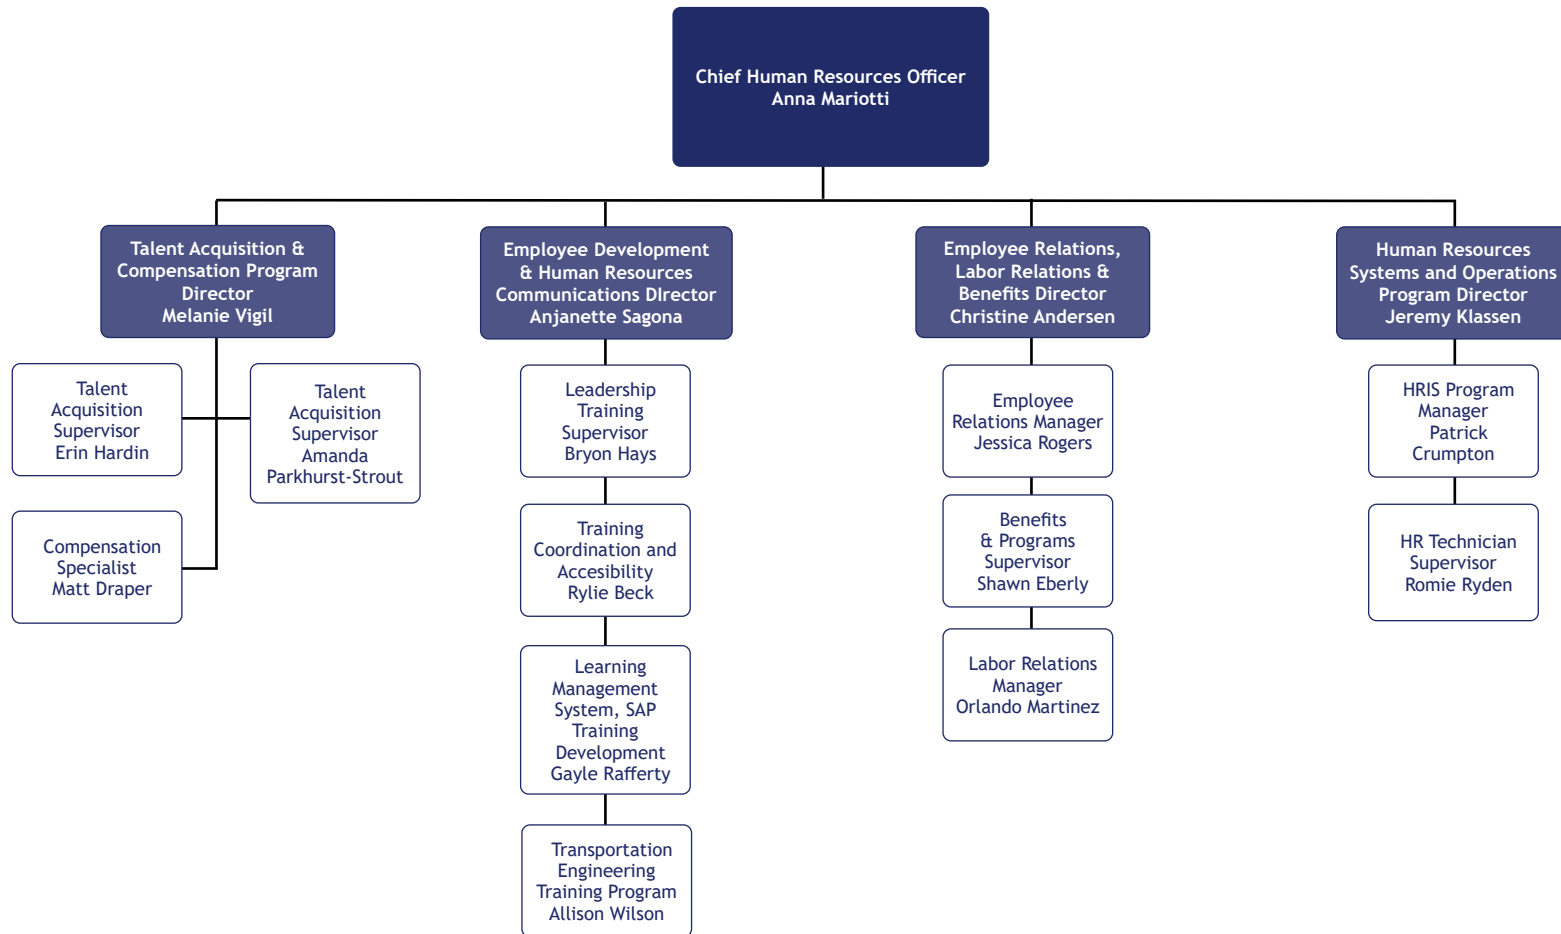 Chief Human Resources Officer
Anna Mariotti
Talent Acquisition &
Compensation Program
Director
Melanie Vigil
Employee Development
& Human Resources
Communications DIrector
Anjanette Sagona
Employee Relations,
Labor Relations &
Benefits Director
Christine Andersen
Human Resources
Systems and Operations
Program Director
Jeremy Klassen
Talent
Acquisition
Supervisor
Erin Hardin
Talent
Acquisition
Supervisor
Amanda
Parkhurst-Strout
Compensation
Specialist
Matt Draper
Leadership
Training
Supervisor
Bryon Hays
Training
Coordination and
Accesibility
Rylie Beck
Learning
Management
System, SAP
Training
Development
Gayle Rafferty
Transportation
Engineering
Training Program
Allison Wilson
Employee
Relations Manager
Jessica Rogers
Benefits
& Programs
Supervisor
Shawn Eberly
Labor Relations
Manager
Orlando Martinez
HRIS Program
Manager
Patrick
Crumpton
HR Technician
Supervisor
Romie Ryden